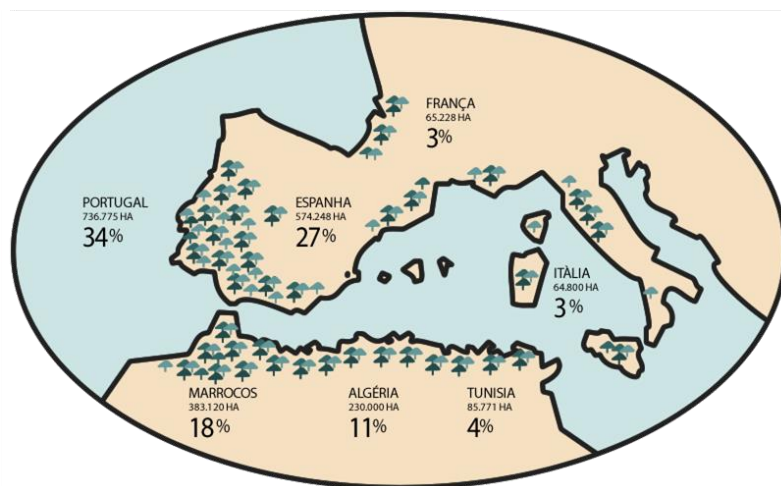 FRANÇA
65.228 HA
3%
PORTUGAL
736.775 HA
34%
ESPANHA
574.248 HA
27%
ITÀLIA
64.800 HA
3%
MARROCOS
383.120 HA
18%
ALGÉRIA
230.000 HA
11%
TUNISIA
85.771 HA
4%